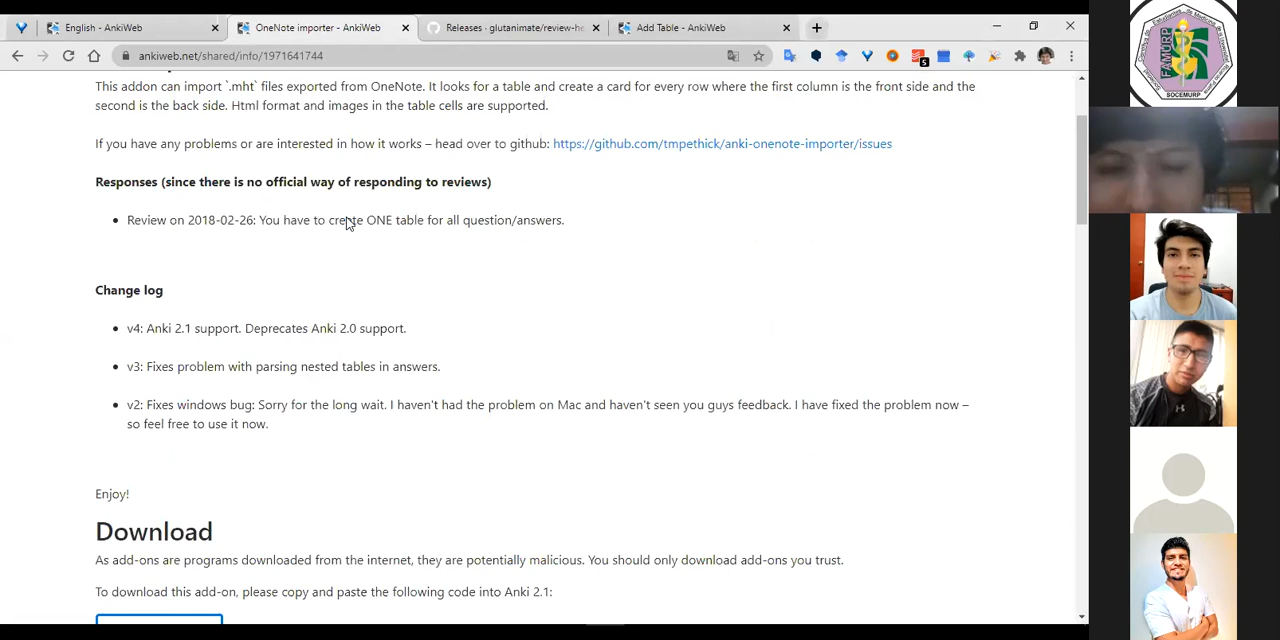 English - AnkiWeb
OneNote importer - AnkiWeb
Releases · glutanimate/review-he
Add Table - AnkiWeb
ankiweb.net/shared/info/1971641744
5
This addon can import `.mht` files exported from OneNote. It looks for a table and create a card for every row where the first column is the front side and the
second is the back side. Html format and images in the table cells are supported.
If you have any problems or are interested in how it works – head over to github: https://github.com/tmpethick/anki-onenote-importer/issues
Responses (since there is no official way of responding to reviews)
Review on 2018-02-26: You have to create ONE table for all question/answers.
Change log
v4: Anki 2.1 support. Deprecates Anki 2.0 support.
v3: Fixes problem with parsing nested tables in answers.
v2: Fixes windows bug: Sorry for the long wait. I haven't had the problem on Mac and haven't seen you guys feedback. I have fixed the problem now –
so feel free to use it now.
Enjoy!
Download
As add-ons are programs downloaded from the internet, they are potentially malicious. You should only download add-ons you trust.
To download this add-on, please copy and paste the following code into Anki 2.1:
FAMURP
SOCEMURP